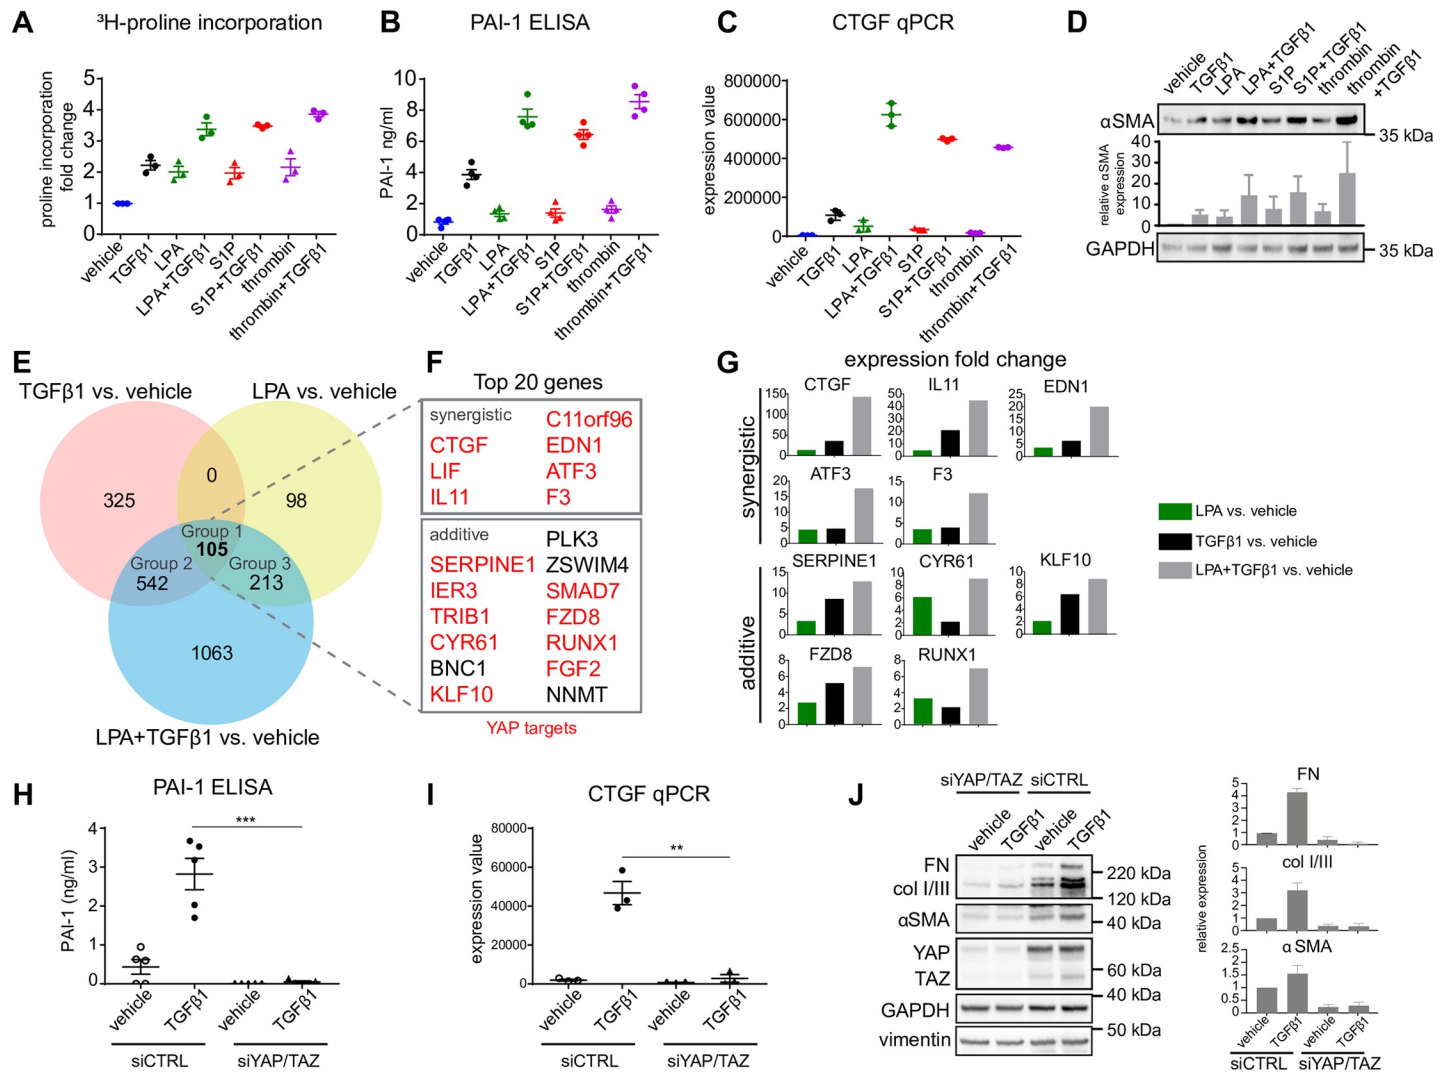 A
³H-proline incorporation
proline incorporation
fold change
5
4
3
2
1
0
vehicle
TGFβ1
LPA
LPA+TGFβ1
S1P
S1P+TGFβ1
thrombin
thrombin+TGFβ1
B
PAI-1 ELISA
PAI-1 ng/ml
10
8
6
4
2
0
vehicle
TGFβ1
LPA
LPA+TGFβ1
S1P
S1P+TGFβ1
thrombin
thrombin+TGFβ1
C
CTGF qPCR
expression value
800000
600000
400000
200000
0
vehicle
TGFβ1
LPA
LPA+TGFβ1
S1P
S1P+TGFβ1
thrombin
thrombin+TGFβ1
D
vehicle
TGFβ1
LPA
LPA+TGFβ1
S1P
S1P+TGFβ1
thrombin
thrombin
+TGFβ1
αSMA
35 kDa
relative αSMA
expression
40
30
20
10
0
GAPDH
35 kDa
E
TGFβ1 vs. vehicle
LPA vs. vehicle
0
325
98
Group 1
105
Group 2
542
Group 3
213
1063
LPA+TGFβ1 vs. vehicle
F
Top 20 genes
synergistic
C11orf96
CTGF
EDN1
LIF
ATF3
IL11
F3
additive
PLK3
SERPINE1
ZSWIM4
IER3
SMAD7
TRIB1
FZD8
CYR61
RUNX1
BNC1
FGF2
KLF10
NNMT
YAP targets
G
expression fold change
synergistic
CTGF
150
100
50
0
IL11
50
40
30
20
10
0
EDN1
25
20
15
10
5
0
ATF3
20
15
10
5
0
F3
15
10
5
0
additive
SERPINE1
15
10
5
0
CYR61
10
8
6
4
2
0
KLF10
10
8
6
4
2
0
FZD8
8
6
4
2
0
RUNX1
8
6
4
2
0
LPA vs. vehicle
TGFβ1 vs. vehicle
LPA+TGFβ1 vs. vehicle
H
PAI-1 ELISA
PAI-1 (ng/ml)
4
3
2
1
0
***
vehicle
TGFβ1
vehicle
TGFβ1
siCTRL
siYAP/TAZ
I
CTGF qPCR
expression value
80000
60000
40000
20000
0
**
vehicle
TGFβ1
vehicle
TGFβ1
siCTRL
siYAP/TAZ
J
siYAP/TAZ
siCTRL
vehicle
TGFβ1
vehicle
TGFβ1
FN
220 kDa
col I/III
120 kDa
αSMA
40 kDa
YAP
60 kDa
TAZ
40 kDa
GAPDH
50 kDa
vimentin
relative expression
FN
5
4
3
2
1
0
col I/III
5
4
3
2
1
0
α SMA
2.5
2
1.5
1
0.5
0
vehicle
TGFβ1
vehicle
TGFβ1
siCTRL
siYAP/TAZ